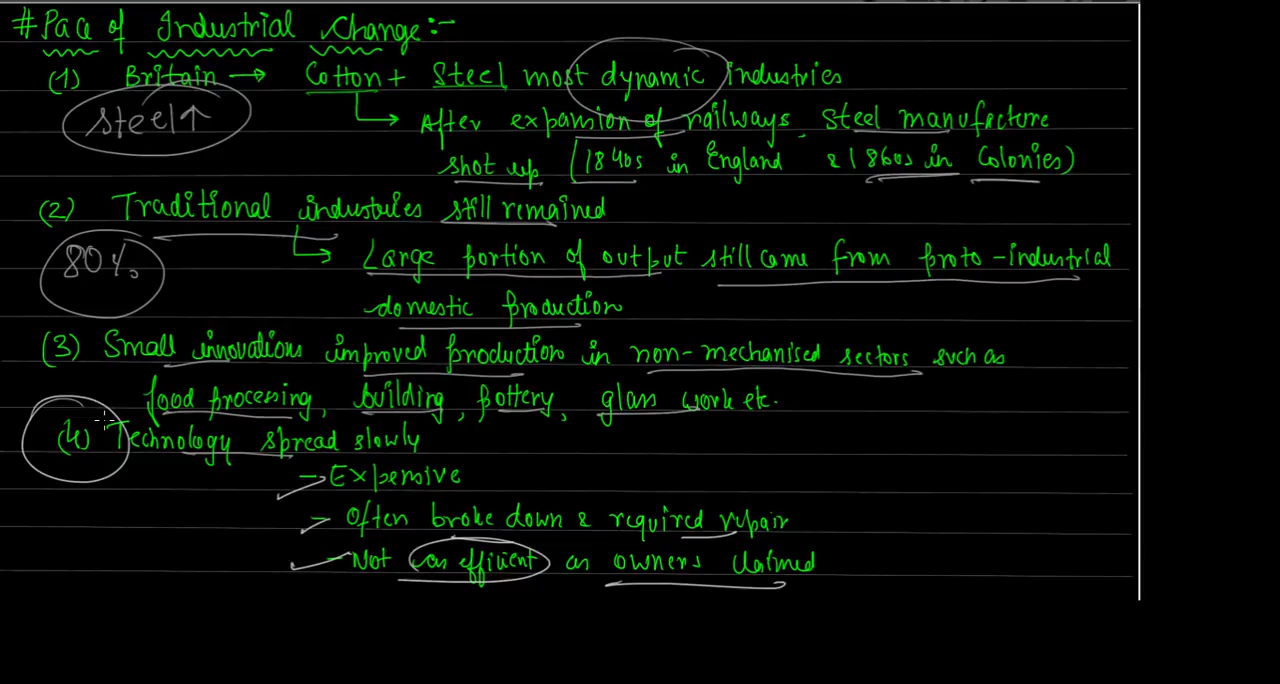 # Pace of Industrial Change :-
(1) Britain → Cotton + Steel most dynamic industries
steel↑
↳ After expansion of railways, steel manufacture
shot up (1840s in England & 1860s in Colonies)
(2) Traditional industries still remained
80%.
↳ Large portion of output still came from proto-industrial
domestic production
(3) Small innovations improved production in non-mechanised sectors such as
food processing, building, pottery, glass work etc.
(4) Technology spread slowly
- Expensive
- Often broke down & required repair
- Not as efficient as owners claimed